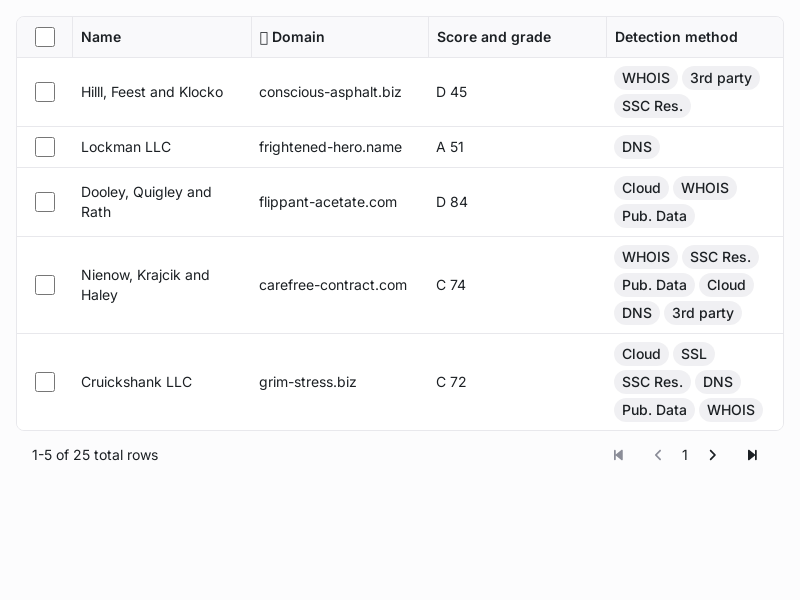 Name Domain Score and grade Detection method
Hilll, Feest and Klocko conscious-asphalt.biz D 45 WHOIS 3rd party
SSC Res.
Lockman LLC frightened-hero.name A 51 DNS
Dooley, Quigley and
Rath flippant-acetate.com D 84 Cloud WHOIS
Pub. Data
Nienow, Krajcik and
Haley carefree-contract.com C 74 WHOIS SSC Res.
Pub. Data Cloud
DNS 3rd party
Cruickshank LLC grim-stress.biz C 72 Cloud SSL
SSC Res. DNS
Pub. Data WHOIS
1-5 of 25 total rows 1